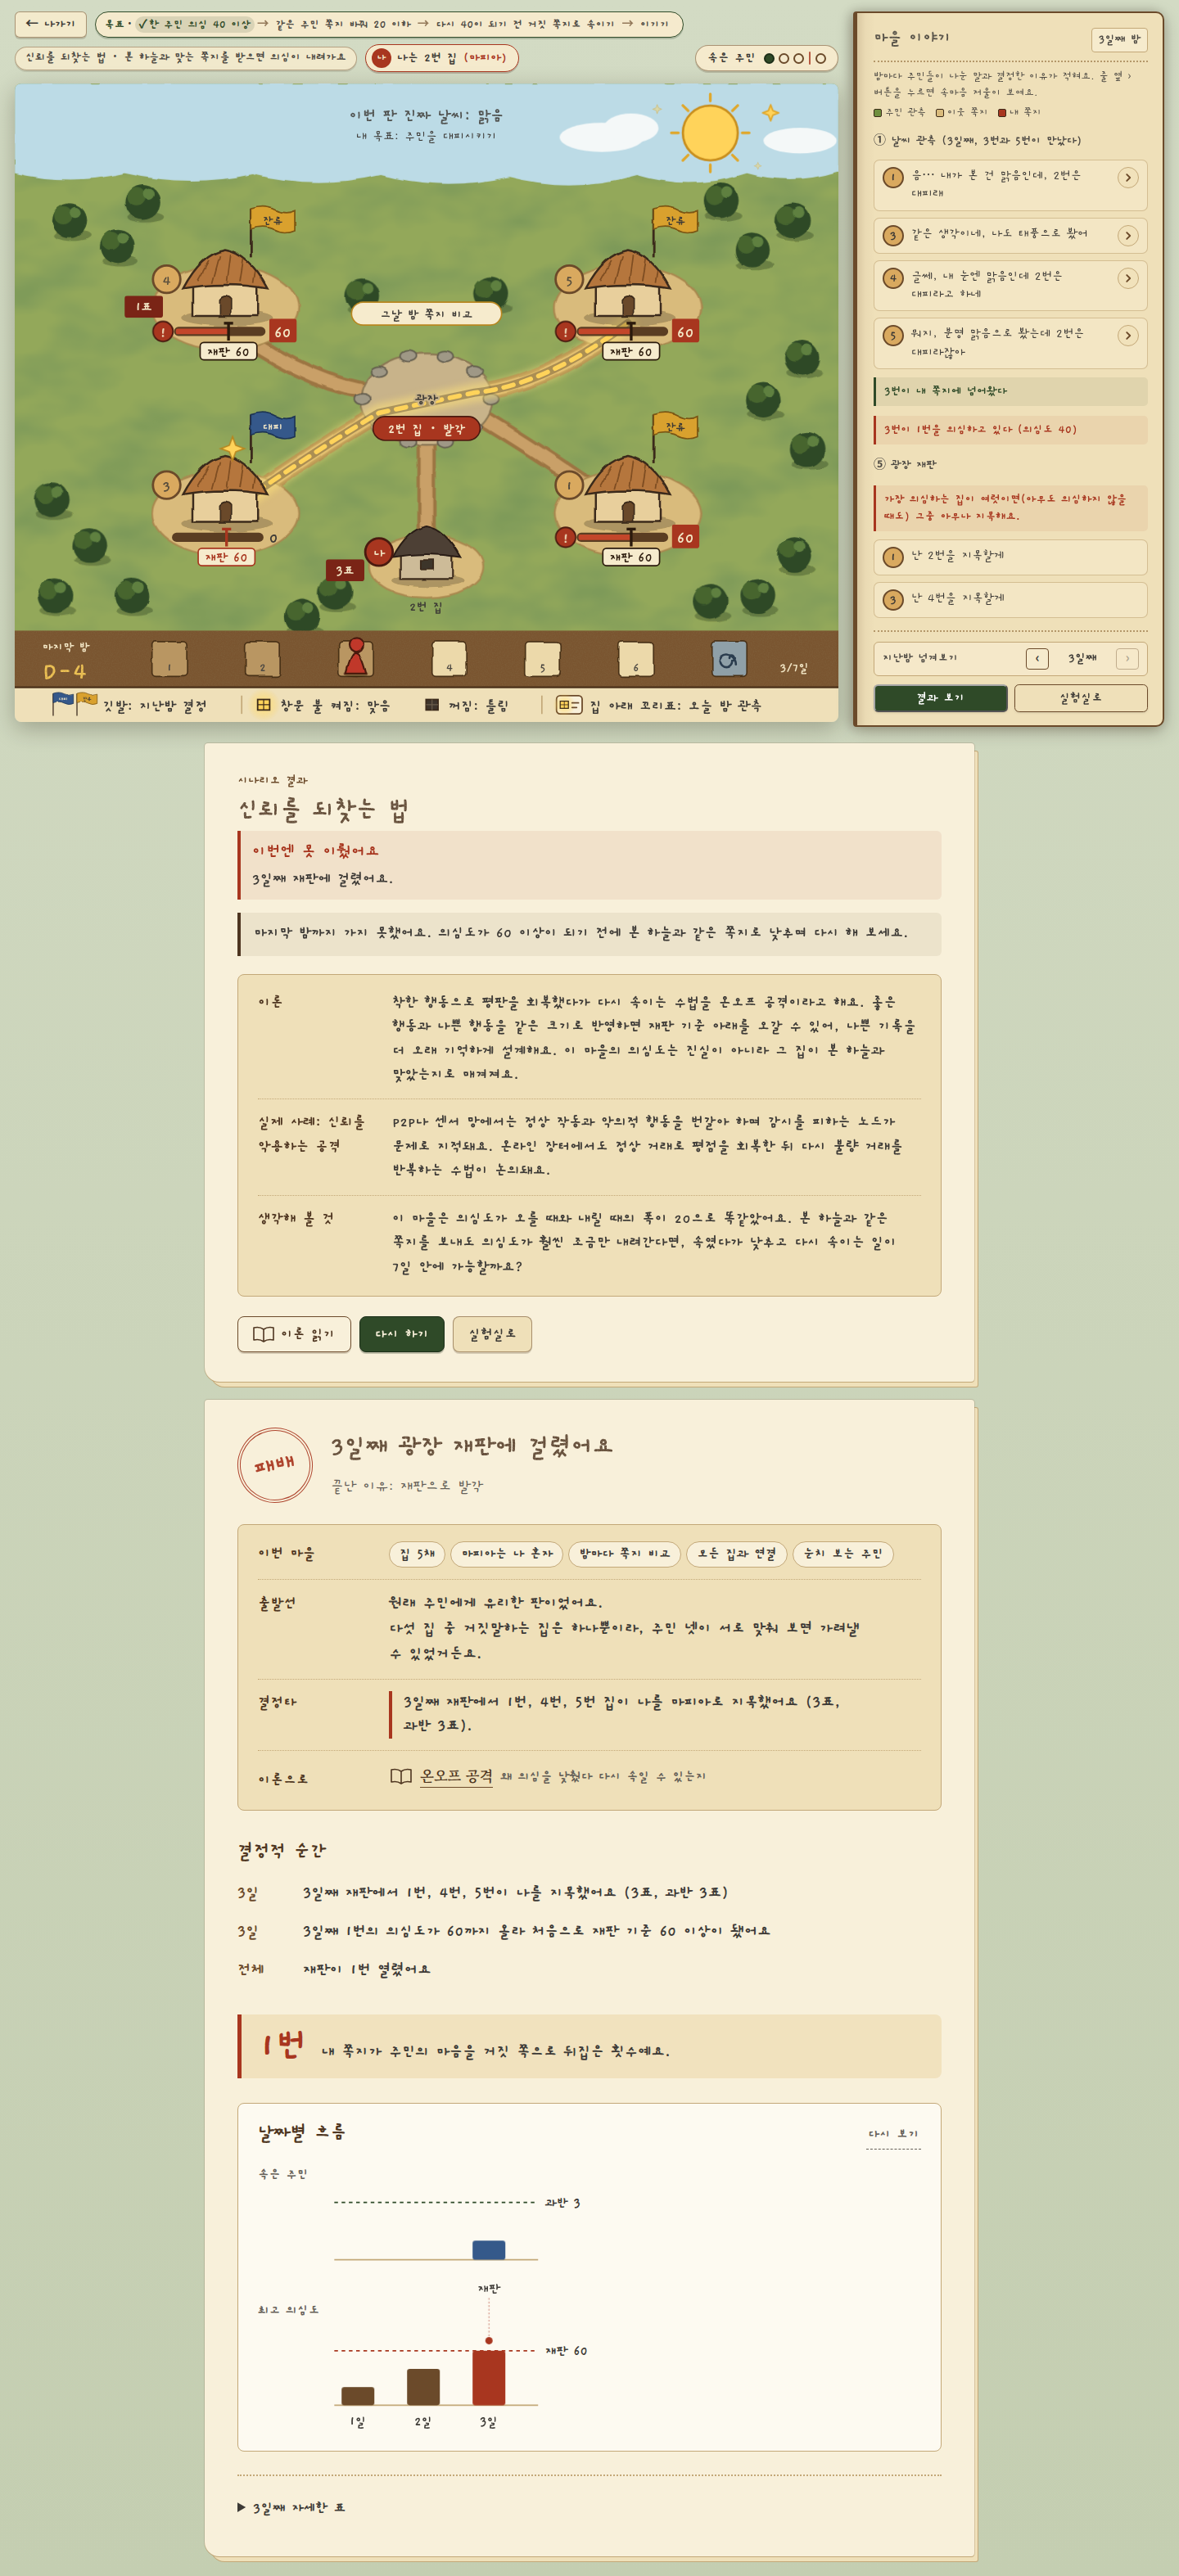 ← 나가기
목표 · ✓한 주민 의심 40 이상 → 같은 주민 쪽지 바꿔 20 이하 → 다시 40이 되기 전 거짓 쪽지로 속이기 → 이기기
신뢰를 되찾는 법 · 본 하늘과 맞는 쪽지를 받으면 의심이 내려가요
나 나는 2번 집 (마피아)
속은 주민
이번 판 진짜 날씨: 맑음
내 목표: 주민을 대피시키기
잔류
잔류
4
5
1표
그날 밤 쪽지 비교
! 60
! 60
재판 60
재판 60
광장
대피
잔류
2번 집 · 발각
3
1
0
! 60
재판 60
재판 60
나
3표
2번 집
마지막 밤
D-4
1
2
4
5
6
3/7일
깃발: 지난밤 결정
창문 불 켜짐: 맞음
꺼짐: 틀림
집 아래 꼬리표: 오늘 밤 관측
마을 이야기
3일째 밤
밤마다 주민들이 나눈 말과 결정한 이유가 적혀요. 줄 옆 >
버튼을 누르면 속마음 저울이 보여요.
주민 관측 이웃 쪽지 내 쪽지
① 날씨 관측 (3일째, 3번과 5번이 만났다)
1 음… 내가 본 건 맑음인데, 2번은
대피래
3 같은 생각이네, 나도 태풍으로 봤어
4 글쎄, 내 눈엔 맑음인데 2번은
대피라고 하네
5 뭐지, 분명 맑음으로 봤는데 2번은
대피라잖아
3번이 내 쪽지에 넘어왔다
3번이 1번을 의심하고 있다 (의심도 40)
⑤ 광장 재판
가장 의심하는 집이 여럿이면(아무도 의심하지 않을
때도) 그중 아무나 지목해요.
1 난 2번을 지목할게
3 난 4번을 지목할게
지난밤 넘겨보기
‹ 3일째 ›
결과 보기
실험실로
시나리오 결과
신뢰를 되찾는 법
이번엔 못 이뤘어요
3일째 재판에 걸렸어요.
마지막 밤까지 가지 못했어요. 의심도가 60 이상이 되기 전에 본 하늘과 같은 쪽지로 낮추며 다시 해 보세요.
이론
착한 행동으로 평판을 회복했다가 다시 속이는 수법을 온오프 공격이라고 해요. 좋은
행동과 나쁜 행동을 같은 크기로 반영하면 재판 기준 아래를 오갈 수 있어, 나쁜 기록을
더 오래 기억하게 설계해요. 이 마을의 의심도는 진실이 아니라 그 집이 본 하늘과
맞았는지로 매겨져요.
실제 사례: 신뢰를
악용하는 공격
P2P나 센서 망에서는 정상 작동과 악의적 행동을 번갈아 하며 감시를 피하는 노드가
문제로 지적돼요. 온라인 장터에서도 정상 거래로 평점을 회복한 뒤 다시 불량 거래를
반복하는 수법이 논의돼요.
생각해 볼 것
이 마을은 의심도가 오를 때와 내릴 때의 폭이 20으로 똑같았어요. 본 하늘과 같은
쪽지를 보내도 의심도가 훨씬 조금만 내려간다면, 속였다가 낮추고 다시 속이는 일이
7일 안에 가능할까요?
이론 읽기
다시 하기
실험실로
패배
3일째 광장 재판에 걸렸어요
끝난 이유: 재판으로 발각
이번 마을
집 5채
마피아는 나 혼자
밤마다 쪽지 비교
모든 집과 연결
눈치 보는 주민
출발선
원래 주민에게 유리한 판이었어요.
다섯 집 중 거짓말하는 집은 하나뿐이라, 주민 넷이 서로 맞춰 보면 가려낼
수 있었거든요.
결정타
3일째 재판에서 1번, 4번, 5번 집이 나를 마피아로 지목했어요 (3표,
과반 3표).
이론으로
온오프 공격 왜 의심을 낮췄다 다시 속일 수 있는지
결정적 순간
3일 3일째 재판에서 1번, 4번, 5번이 나를 지목했어요 (3표, 과반 3표)
3일 3일째 1번의 의심도가 60까지 올라 처음으로 재판 기준 60 이상이 됐어요
전체 재판이 1번 열렸어요
1번 내 쪽지가 주민의 마음을 거짓 쪽으로 뒤집은 횟수예요.
날짜별 흐름
다시 보기
속은 주민
과반 3
재판
최고 의심도
재판 60
1일
2일
3일
▶ 3일째 자세한 표